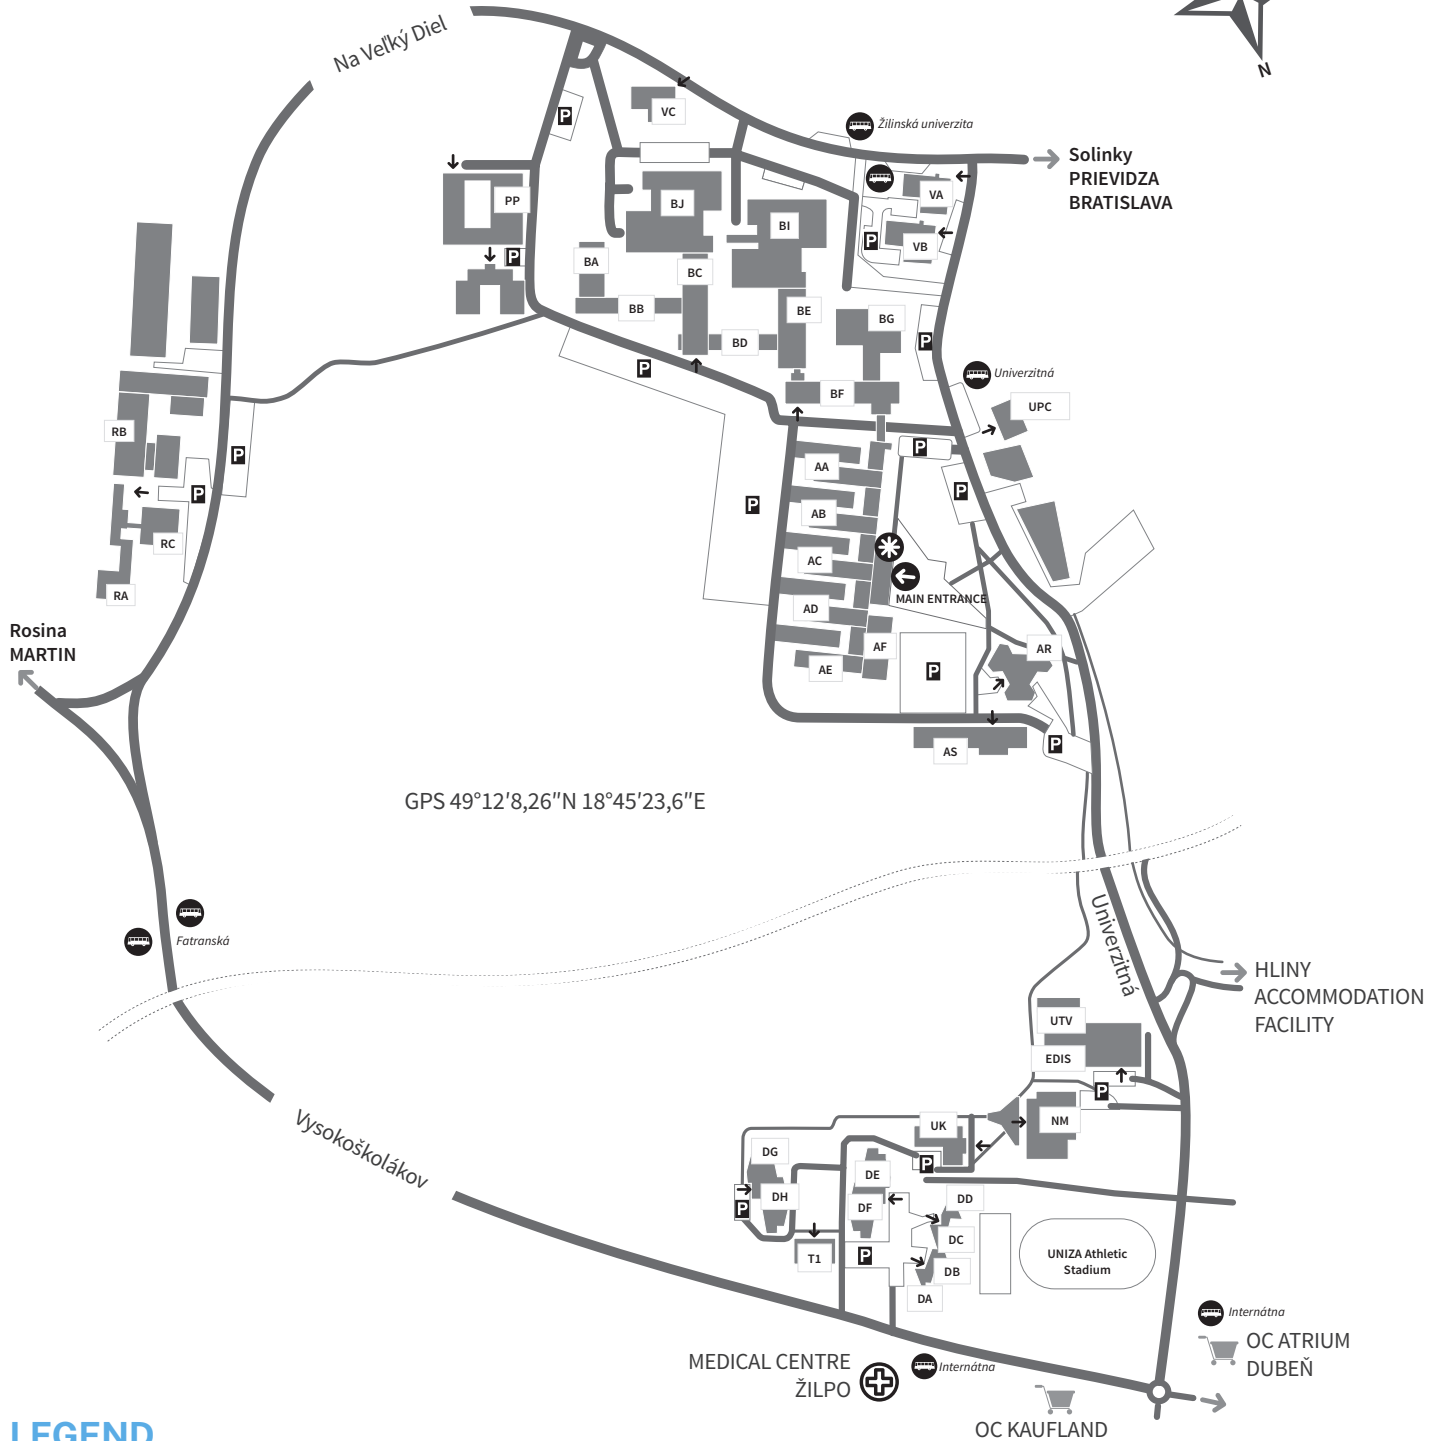 N
Na Veľký Diel
P
VC
Žilinská univerzita
Solinky
PRIEVIDZA
BRATISLAVA
VA
VB
P
PP
P
BJ
BI
BA
BC
BB
BE
BD
BG
P
P
Univerzitná
UPC
BF
RB
P
P
P
P
P
AA
AB
AC
AD
AE
AF
MAIN ENTRANCE
RC
RA
Rosina
MARTIN
AR
P
AS
P
GPS 49°12'8,26"N 18°45'23,6"E
Univerzitná
Fatranská
HLINY
ACCOMMODATION
FACILITY
UTV
EDIS
P
NM
UK
P
Vysokoškolákov
DG
DH
P
DE
DF
DD
DC
DB
DA
T1
P
UNIZA Athletic
Stadium
Internátna
OC ATRIUM
DUBEŇ
MEDICAL CENTRE
ŽILPO
Internátna
OC KAUFLAND
LEGEND